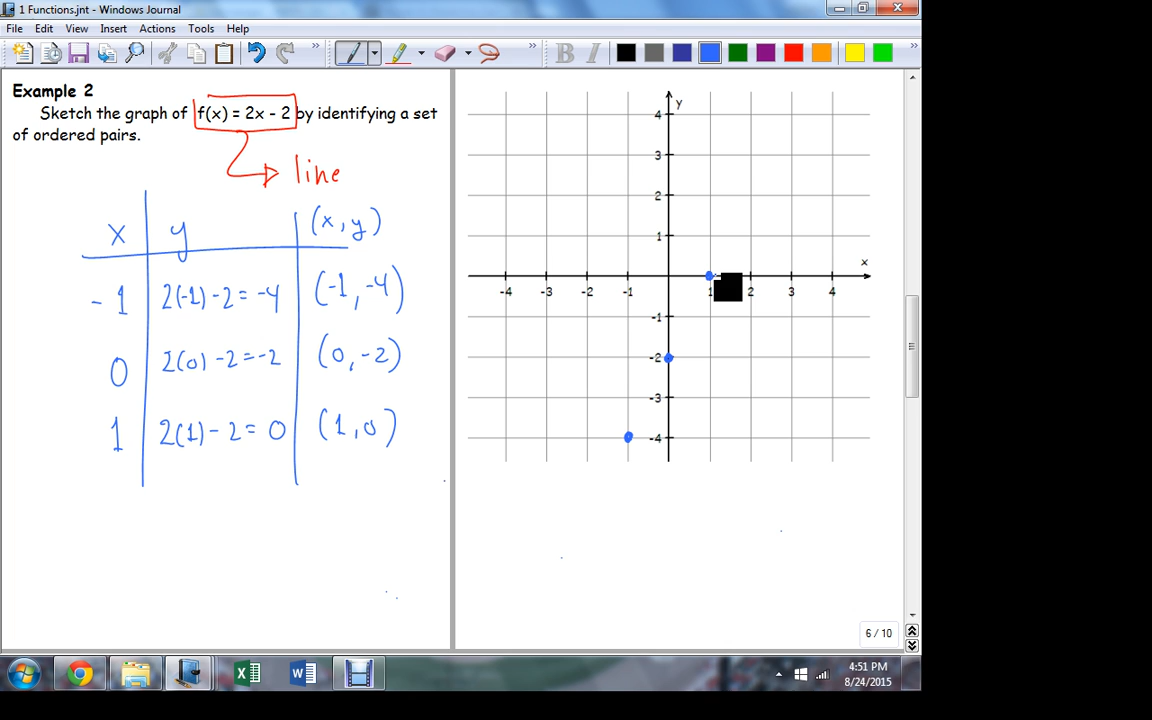 1 Functions.jnt - Windows Journal
File Edit View Insert Actions Tools Help
Example 2
Sketch the graph of f(x) = 2x - 2 by identifying a set
of ordered pairs.
line
x y (x, y)
-1 2(-1) -2 = -4 (-1, -4)
0 2(0) -2 = -2 (0, -2)
1 2(1) - 2 = 0 (1, 0)
y
4
3
2
1
x
-4 -3 -2 -1 1 2 3 4
-1
-2
-3
-4
6 / 10
4:51 PM
8/24/2015